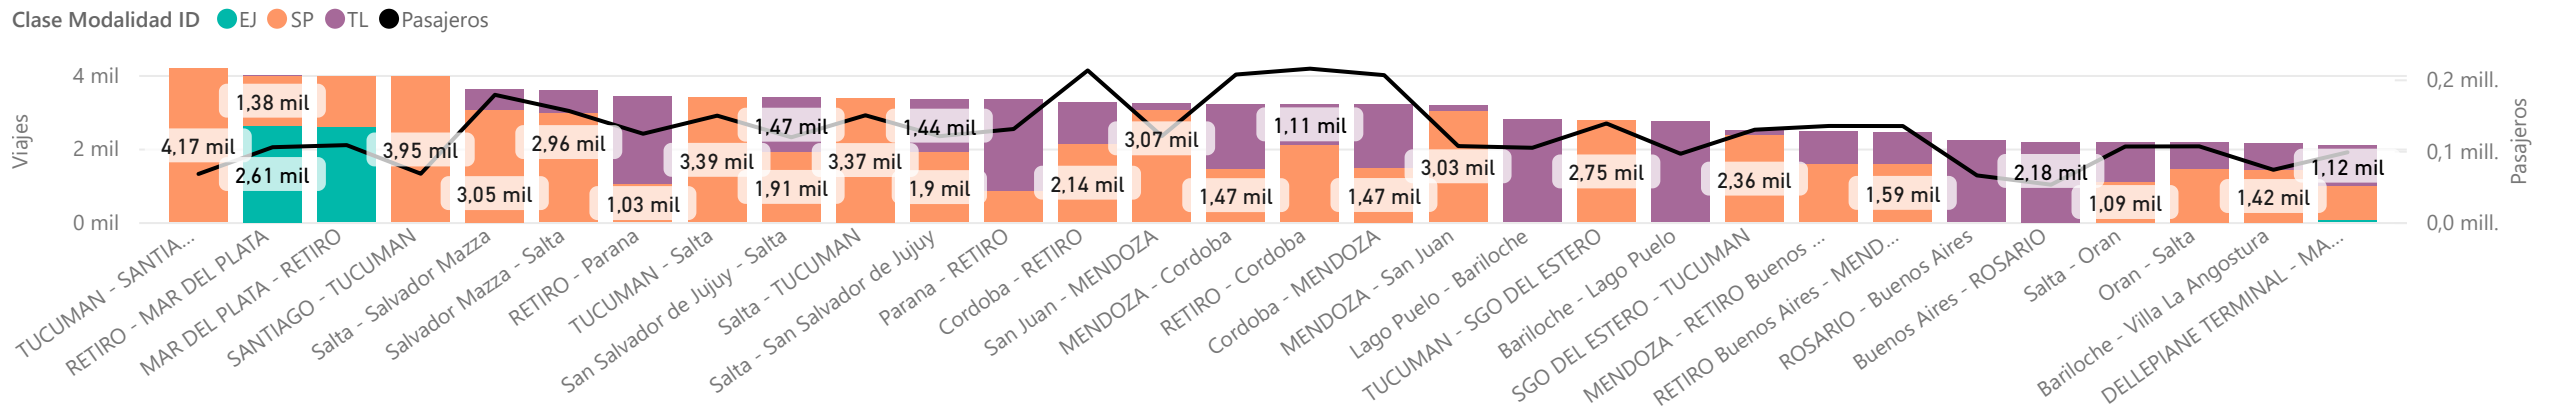 Clase Modalidad ID EJ SP TL Pasajeros
Viajes
4 mil
2 mil
0 mil
Pasajeros
0,2 mill.
0,1 mill.
0,0 mill.
4,17 mil
1,38 mil
2,61 mil
3,95 mil
3,05 mil
2,96 mil
1,03 mil
3,39 mil
1,47 mil
1,91 mil
3,37 mil
1,44 mil
1,9 mil
2,14 mil
3,07 mil
1,47 mil
1,11 mil
1,47 mil
3,03 mil
2,75 mil
2,36 mil
1,59 mil
2,18 mil
1,09 mil
1,42 mil
1,12 mil
TUCUMAN - SANTIA...
RETIRO - MAR DEL PLATA
MAR DEL PLATA - RETIRO
SANTIAGO - TUCUMAN
Salta - Salvador Mazza
Salvador Mazza - Salta
RETIRO - Parana
TUCUMAN - Salta
San Salvador de Jujuy - Salta
Salta - TUCUMAN
Salta - San Salvador de Jujuy
Parana - RETIRO
Cordoba - RETIRO
San Juan - MENDOZA
MENDOZA - Cordoba
RETIRO - Cordoba
Cordoba - MENDOZA
MENDOZA - San Juan
Lago Puelo - Bariloche
TUCUMAN - SGO DEL ESTERO
Bariloche - Lago Puelo
SGO DEL ESTERO - TUCUMAN
MENDOZA - RETIRO Buenos ...
RETIRO Buenos Aires - MEND...
ROSARIO - Buenos Aires
Buenos Aires - ROSARIO
Salta - Oran
Oran - Salta
Bariloche - Villa La Angostura
DELLEPIANE TERMINAL - MA...